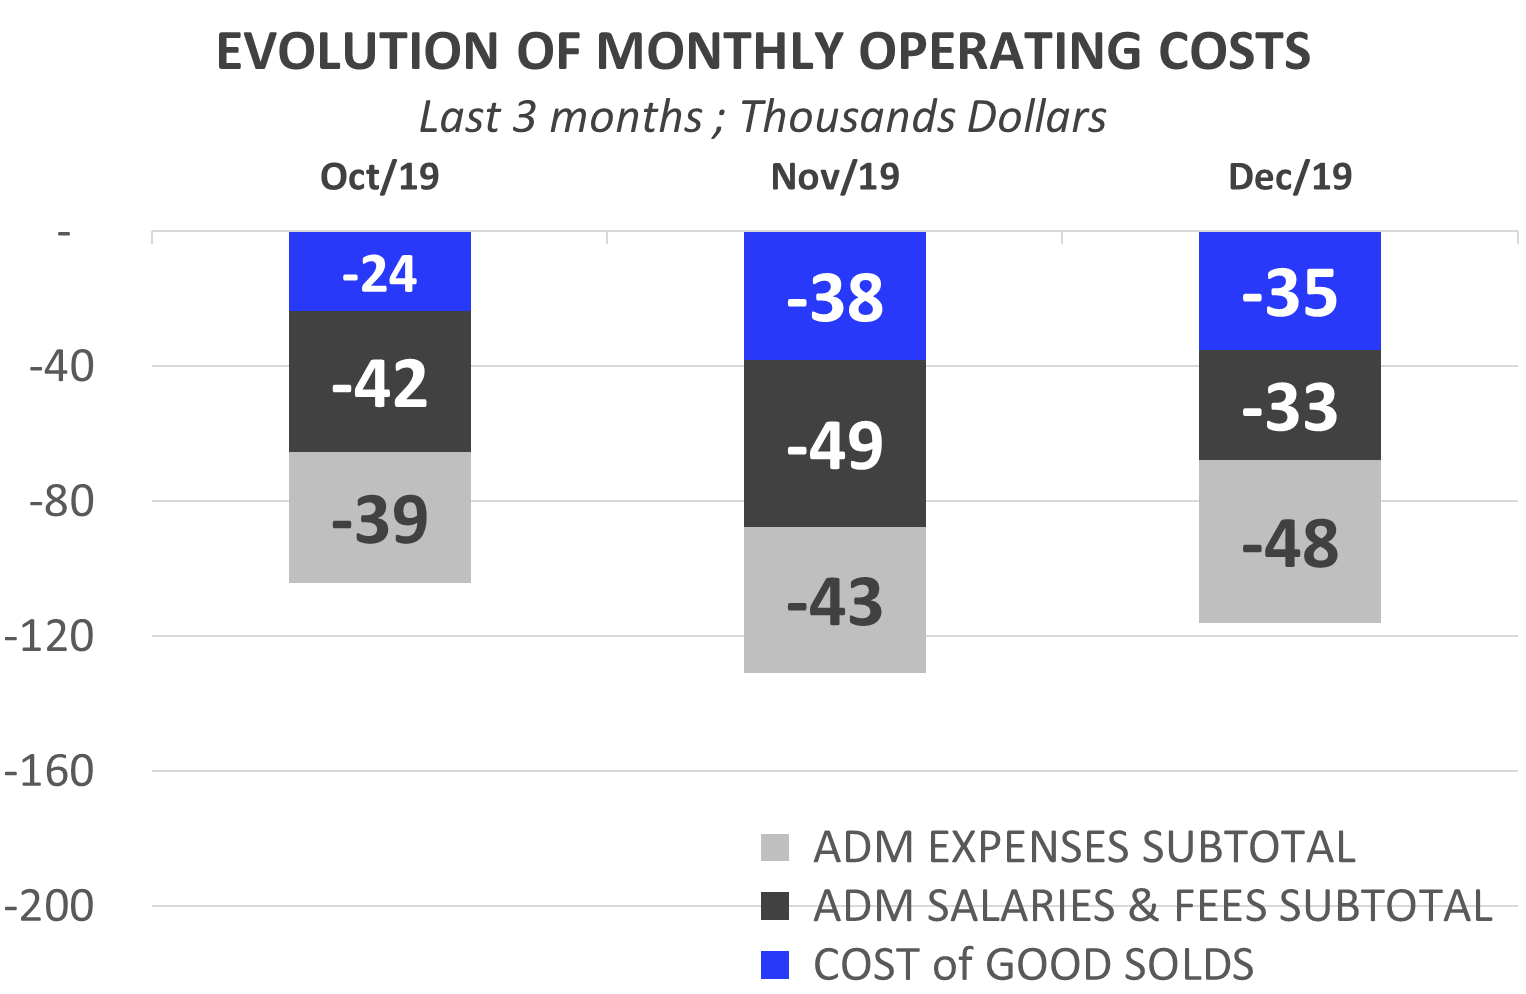 EVOLUTION OF MONTHLY OPERATING COSTS
Last 3 months ; Thousands Dollars
Oct/19 Nov/19 Dec/19
-
-24 -38 -35
-40
-42 -49 -33
-80
-39 -43 -48
-120
-160
ADM EXPENSES SUBTOTAL
-200
ADM SALARIES & FEES SUBTOTAL
COST of GOOD SOLDS